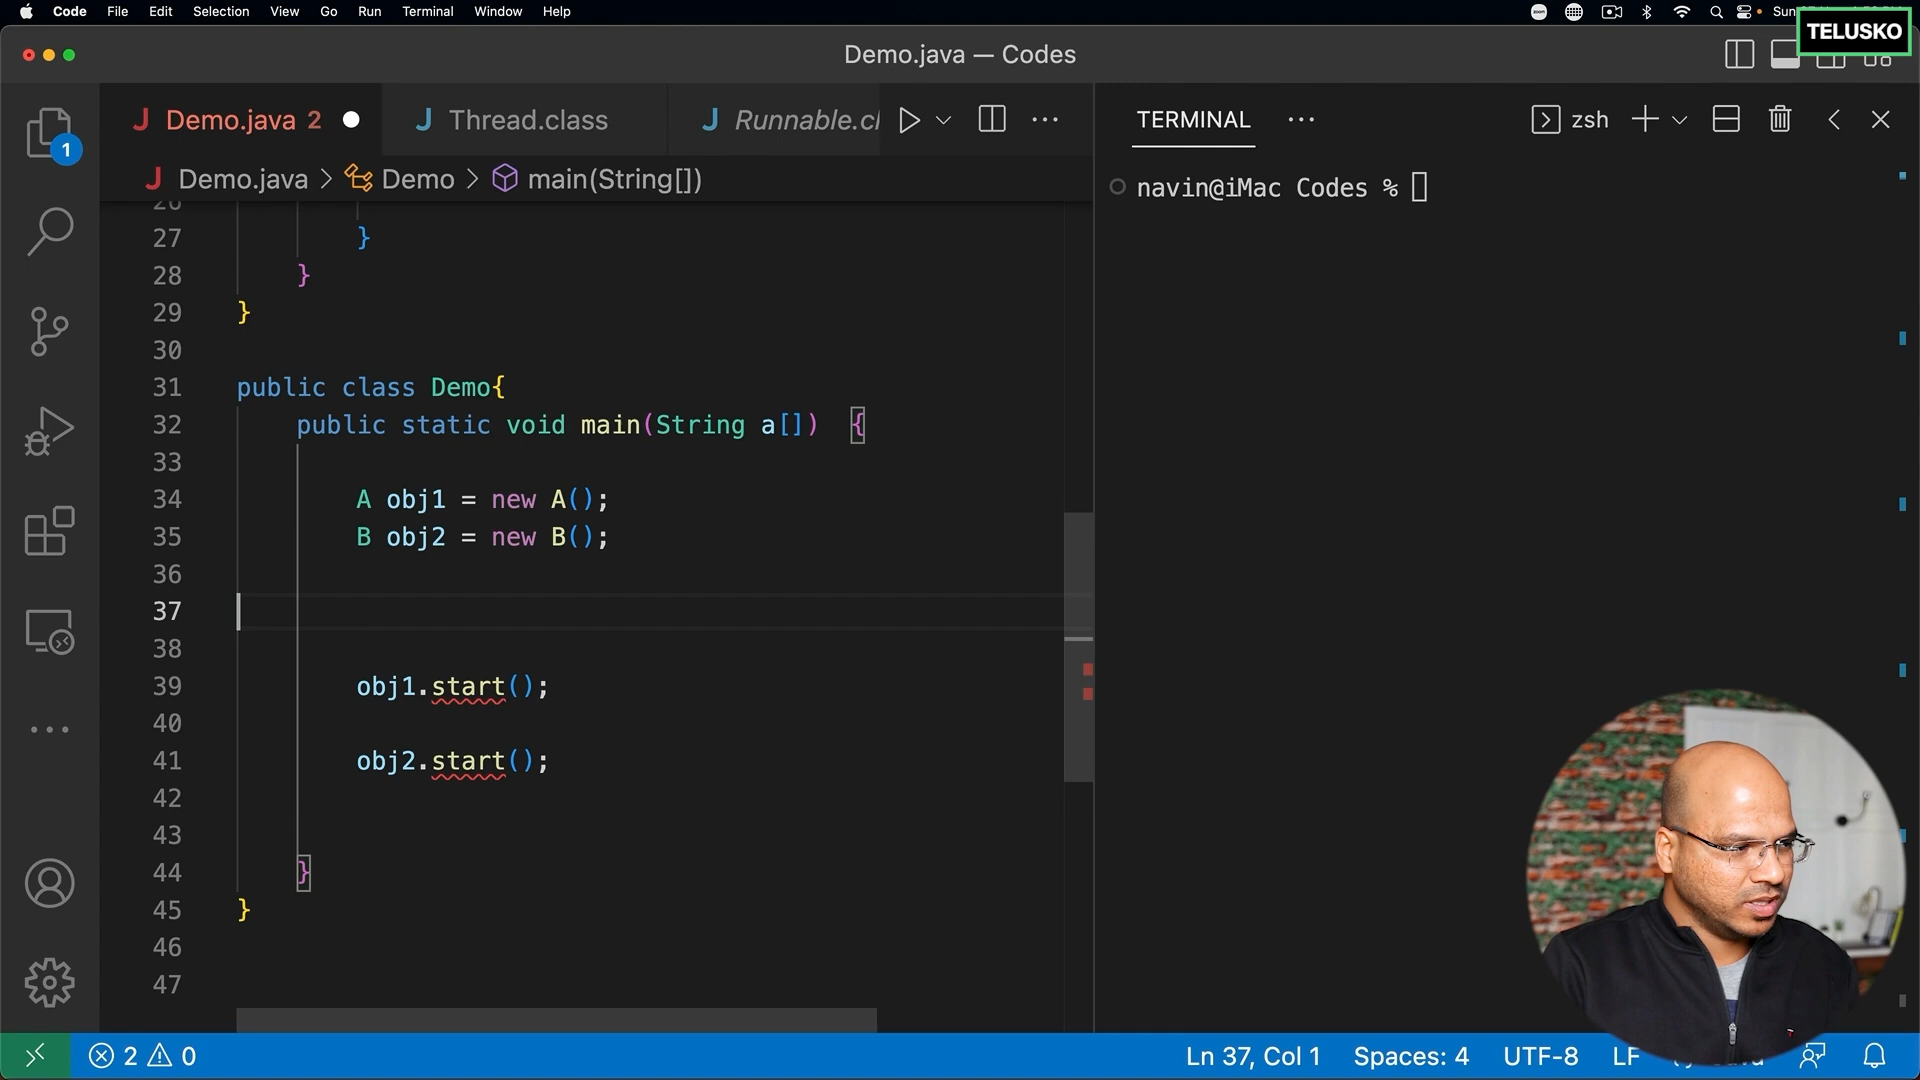 Code File Edit Selection View Go Run Terminal Window Help
Sun
TELUSKO
Demo.java — Codes
Demo.java 2
Thread.class
Runnable.cl
TERMINAL
zsh
1
Demo.java > Demo > main(String[])
navin@iMac Codes %
26
27 }
28 }
29 }
30
31 public class Demo{
32 public static void main(String a[]) {
33
34 A obj1 = new A();
35 B obj2 = new B();
36
37
38
39 obj1.start();
40
41 obj2.start();
42
43
44 }
45 }
46
47
2 0
Ln 37, Col 1 Spaces: 4 UTF-8 LF